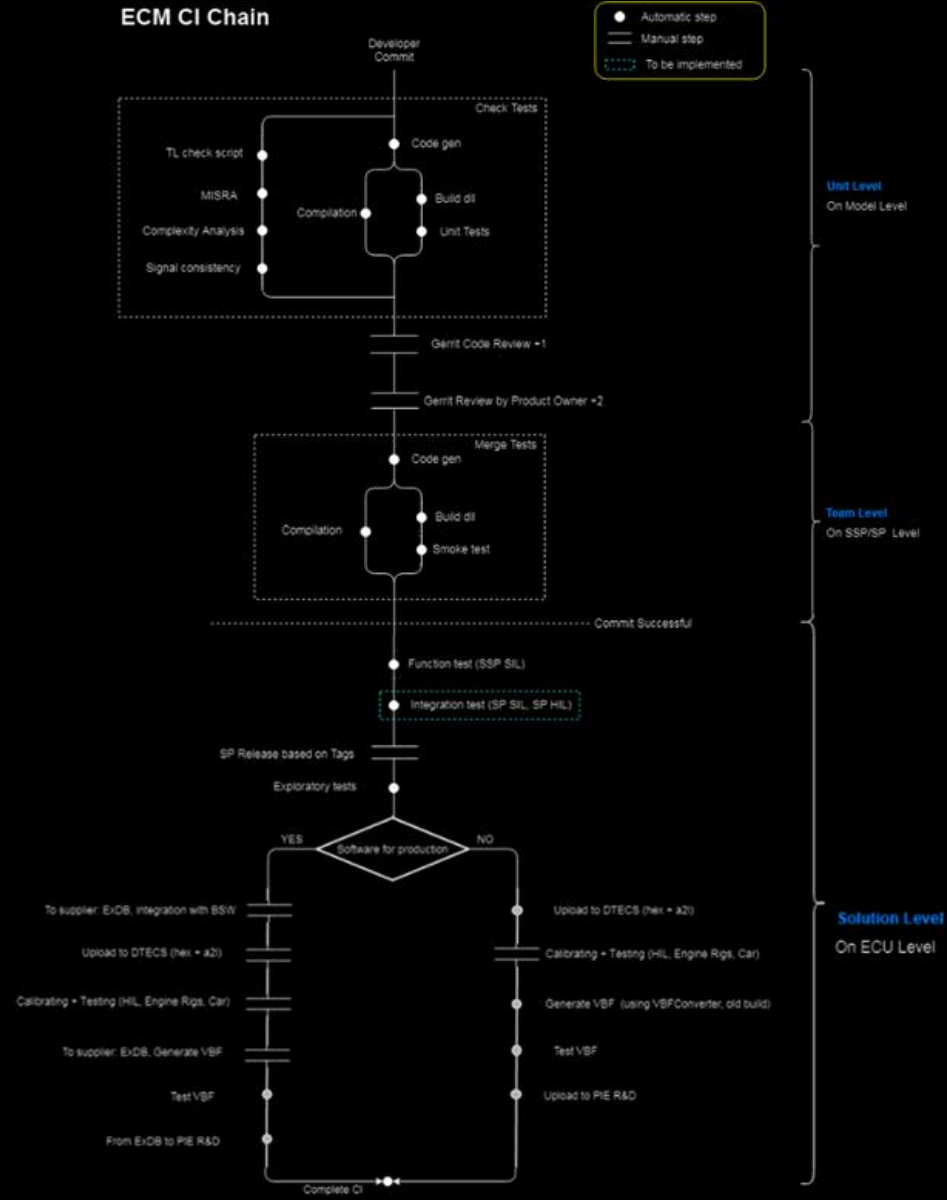 ECM CI Chain
Automatic step
Manual step
To be implemented
Developer
Commit
Check Tests
Code gen
TL check script
MISRA
Build dll
Compilation
Complexity Analysis
Unit Tests
Signal consistency
Unit Level
On Model Level
Gerrit Code Review +1
Gerrit Review by Product Owner +2
Merge Tests
Code gen
Build dll
Compilation
Smoke test
Team Level
On SSP/SP Level
Commit Successful
Function test (SSP SIL)
Integration test (SP SIL, SP HIL)
SP Release based on Tags
Exploratory tests
YES
NO
Software for production
To supplier: ExDB, integration with BSW
Upload to DTECS (hex + a2l)
Upload to DTECS (hex + a2l)
Calibrating + Testing (HIL, Engine Rigs, Car)
Calibrating + Testing (HIL, Engine Rigs, Car)
Generate VBF (using VBFConverter, old build)
To supplier: ExDB, Generate VBF
Test VBF
Test VBF
Upload to PIE R&D
From ExDB to PIE R&D
Complete CI
Solution Level
On ECU Level